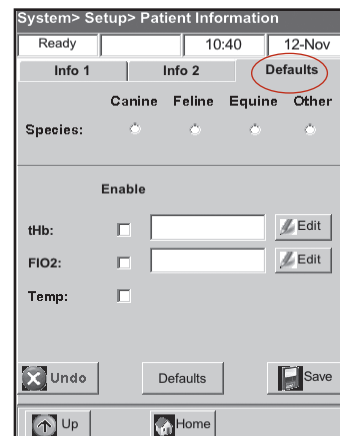 System> Setup> Patient Information
Ready 10:40 12-Nov
Info 1 Info 2 Defaults
Canine Feline Equine Other
Species:
Enable
tHb: Edit
FIO2: Edit
Temp:
Undo Defaults Save
Up Home